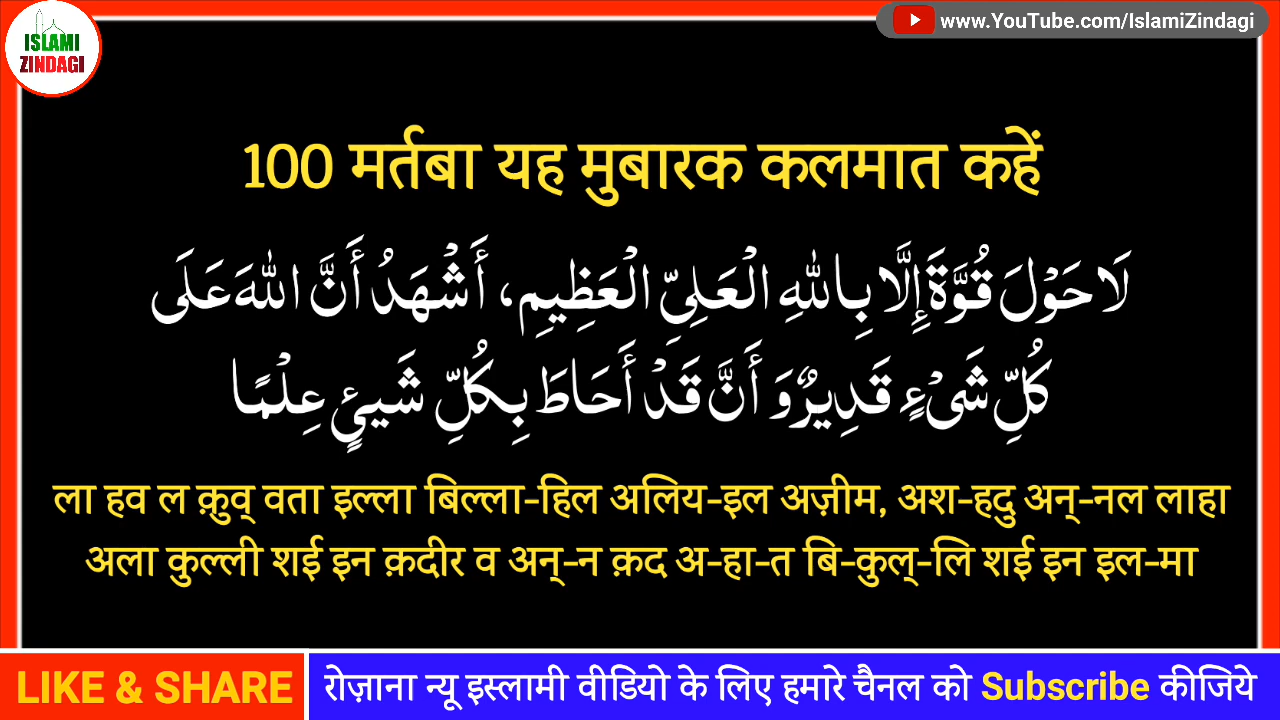 ISLAMI
ZINDAGI
www.YouTube.com/IslamiZindagi
100 मर्तबा यह मुबारक कलमात कहें
لَا حَوْلَ قُوَّةَ إِلَّا بِاللهِ الْعَلِيِّ الْعَظِيمِ، أَشْهَدُ أَنَّ اللهَ عَلَى
كُلِّ شَىْءٍ قَدِيرٌ وَ أَنَّ قَدْ أَحَاطَ بِكُلِّ شَيئٍ عِلْمًا
ला हव ल क़ुव् वता इल्ला बिल्ला-हिल अलिय-इल अज़ीम, अश-हदु अन्-नल लाहा
अला कुल्ली शई इन क़दीर व अन्-न क़द अ-हा-त बि-कुल्-लि शई इन इल-मा
LIKE & SHARE
रोज़ाना न्यू इस्लामी वीडियो के लिए हमारे चैनल को Subscribe कीजिये